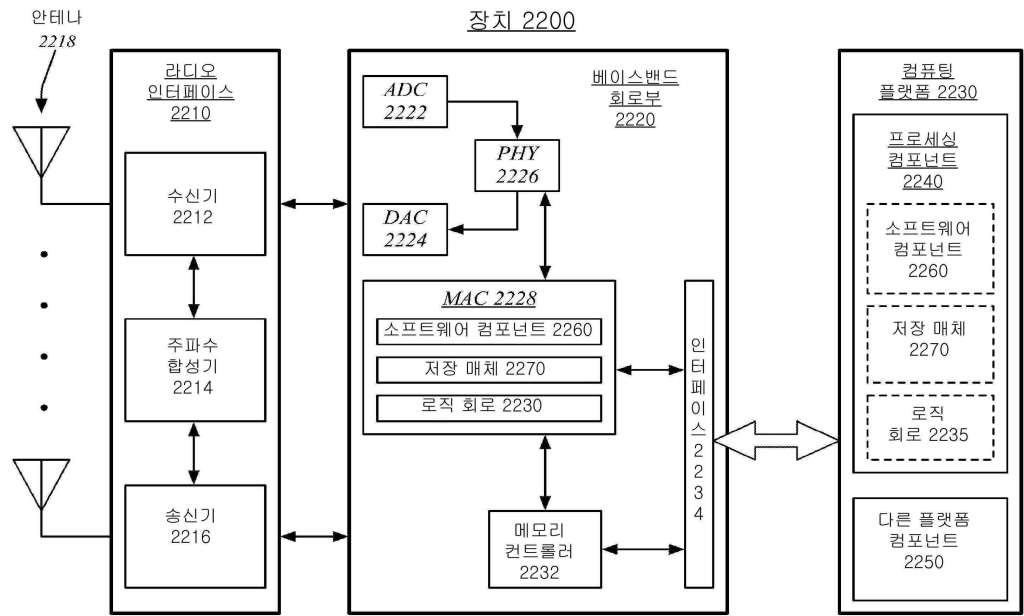 장치 2200
안테나
2218
라디오
인터페이스
2210
수신기
2212
주파수
합성기
2214
송신기
2216
베이스밴드
회로부
2220
ADC
2222
PHY
2226
DAC
2224
MAC 2228
소프트웨어 컴포넌트 2260
저장 매체 2270
로직 회로 2230
메모리
컨트롤러
2232
인터페이스 2234
컴퓨팅
플랫폼 2230
프로세싱
컴포넌트
2240
소프트웨어
컴포넌트
2260
저장 매체
2270
로직
회로 2235
다른 플랫폼
컴포넌트
2250